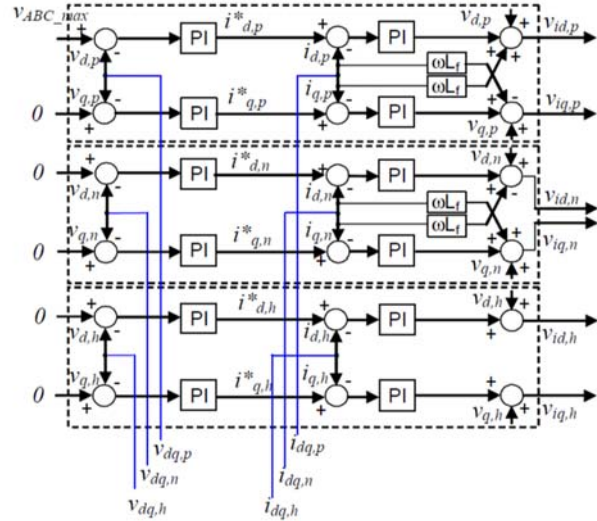 v_ABC_max
v_d,p
i*_d,p
i_d,p
v_d,p
v_id,p
PI
PI
+
-
+
-
+
+
+
ωL_f
ωL_f
0
v_q,p
i*_q,p
i_q,p
v_q,p
v_iq,p
PI
PI
+
-
+
-
+
-
+
0
v_d,n
i*_d,n
i_d,n
v_d,n
v_id,n
PI
PI
+
-
+
-
+
+
-
ωL_f
ωL_f
0
v_q,n
i*_q,n
i_q,n
v_q,n
v_iq,n
PI
PI
+
-
+
-
+
+
+
0
v_d,h
i*_d,h
i_d,h
v_d,h
v_id,h
PI
PI
+
-
+
-
+
+
0
v_q,h
i*_q,h
i_q,h
v_q,h
v_iq,h
PI
PI
+
-
+
-
+
+
v_dq,p
v_dq,n
v_dq,h
i_dq,p
i_dq,n
i_dq,h